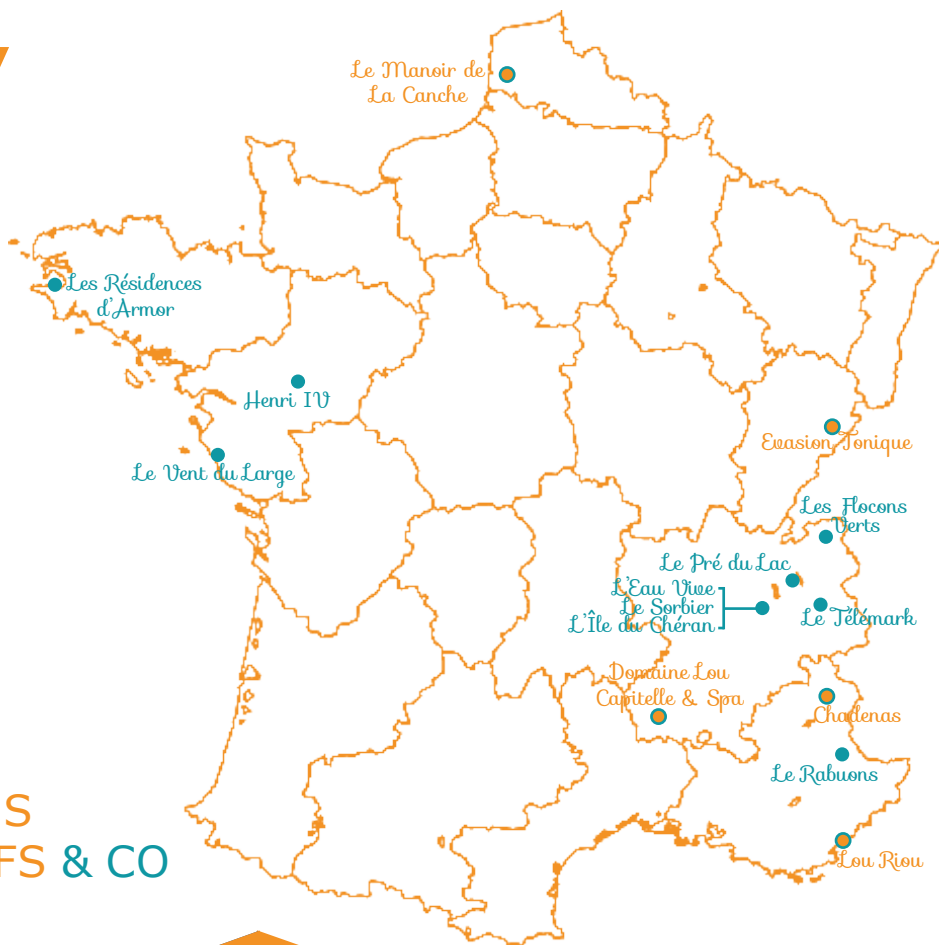 Le Manoir de
La Canche
Les Résidences
d'Armor
Henri IV
Le Vent du Large
Evasion Tonique
Les Flocons
Verts
Le Pré du Lac
L'Eau Vive
Le Sorbier
L'Île du Chéran
Le Télémark
Domaine Lou
Capitelle & Spa
Chadenas
Le Rabuons
Lou Riou
S
FS & CO